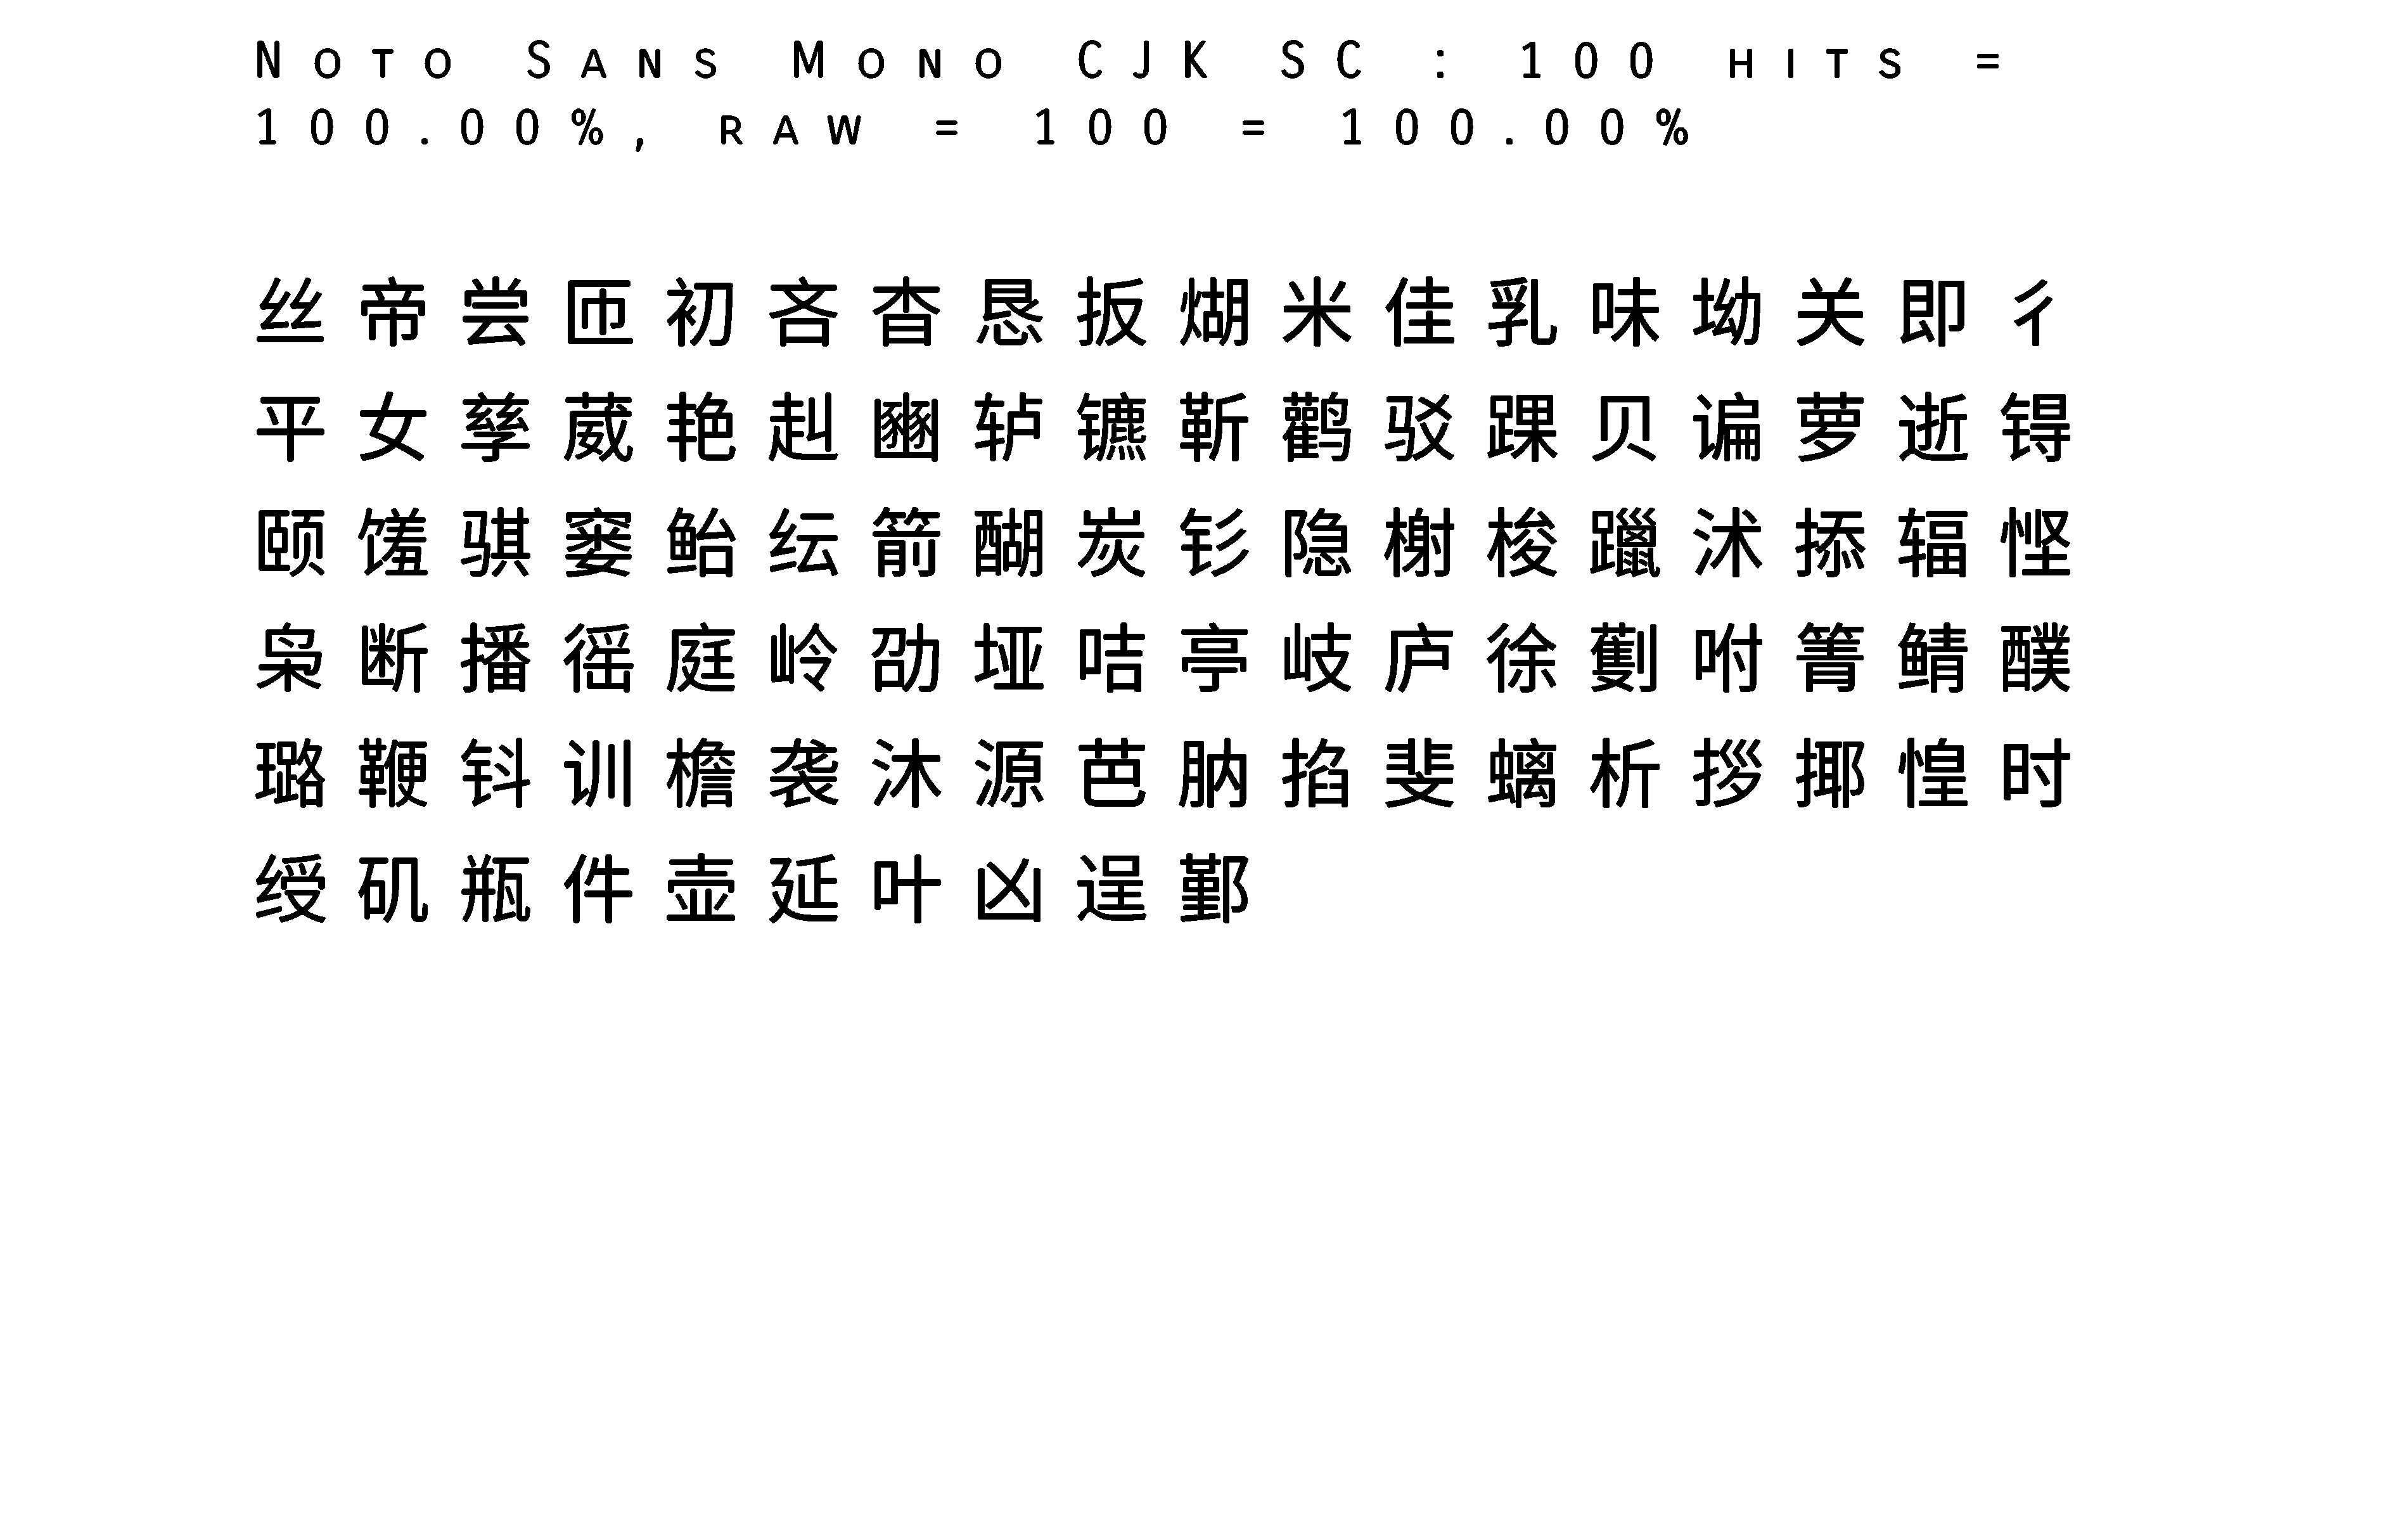 Noto Sans Mono CJK SC : 100 hits =
100.00%, raw = 100 = 100.00%
丝帝尝匝初吝杳恳扳煳米佳乳味坳关即彳
平女孳葳艳赳豳轳镳靳鹳驳踝贝谝萝逝锝
颐馐骐窭鲐纭箭醐炭钐隐榭梭躐沭掭辐悭
枭断播徭庭岭劭垭咭亭岐庐徐劐咐箐鲭醭
璐鞭钭训檐袭沐源芭肭掐斐螭析拶揶惶时
绶矶瓶件壶延叶凶逞鄞